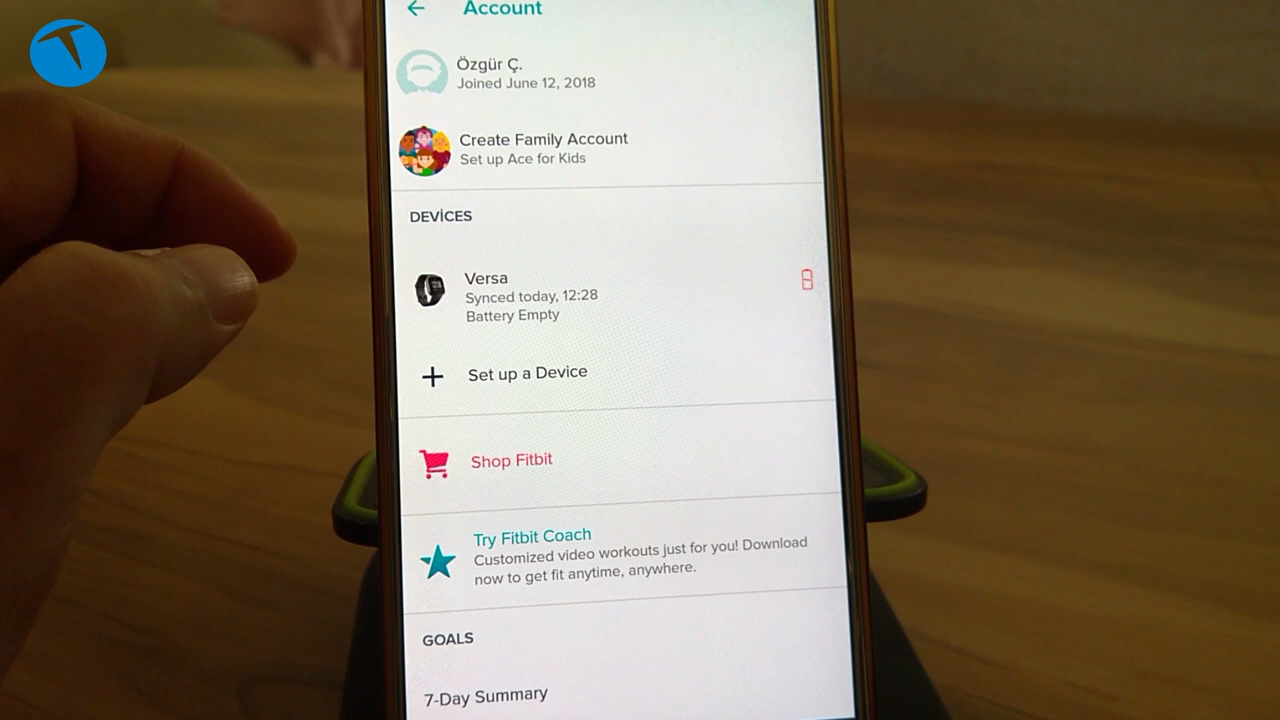 Account
Özgür Ç.
Joined June 12, 2018
Create Family Account
Set up Ace for Kids
DEVİCES
Versa
Synced today, 12:28
Battery Empty
Set up a Device
Shop Fitbit
Try Fitbit Coach
Customized video workouts just for you! Download
now to get fit anytime, anywhere.
GOALS
7-Day Summary